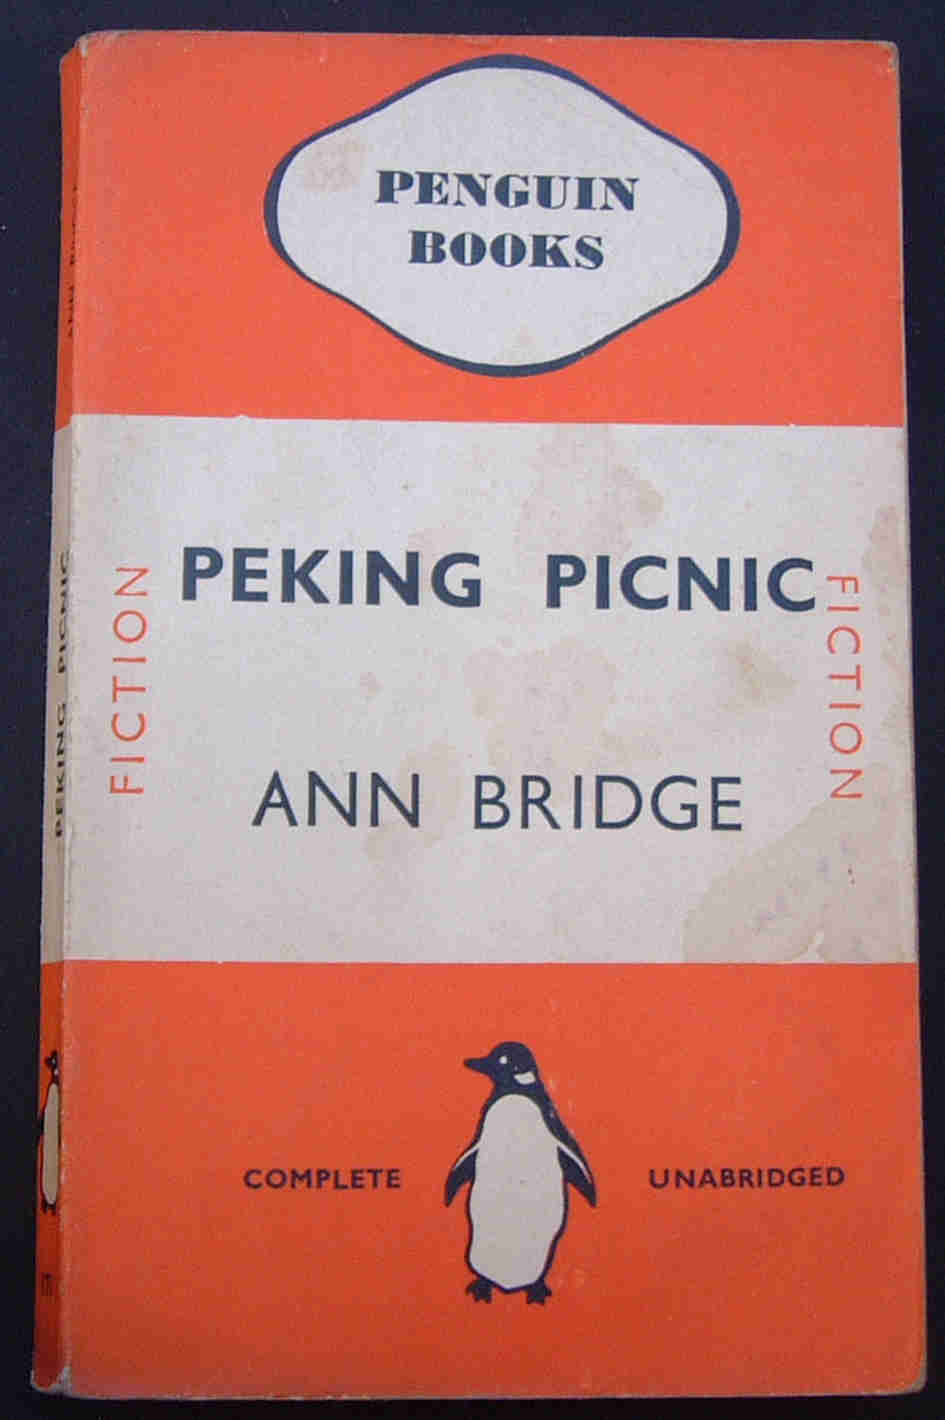 PENGUIN
BOOKS
FICTION
PEKING PICNIC
FICTION
ANN BRIDGE
COMPLETE
UNABRIDGED
PEKING PICNIC